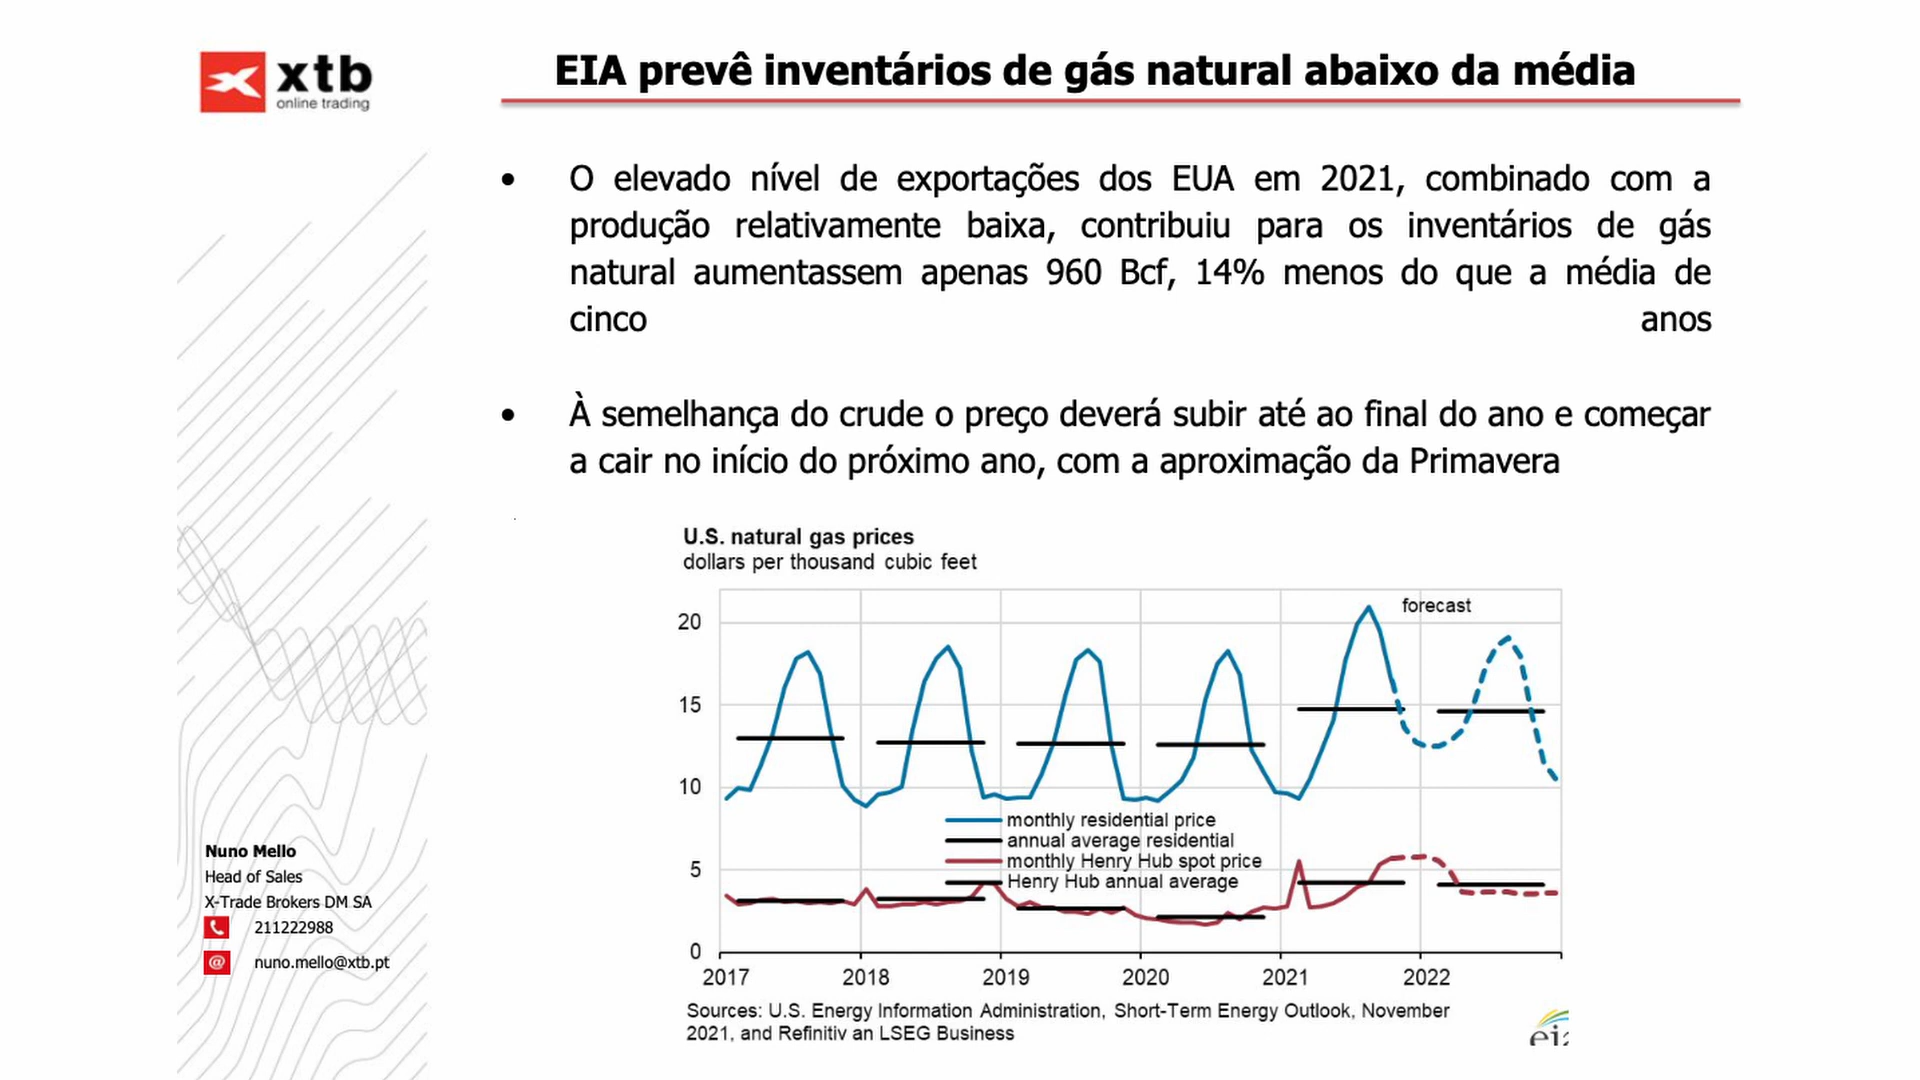 xtb
online trading
EIA prevê inventários de gás natural abaixo da média
• O elevado nível de exportações dos EUA em 2021, combinado com a
produção relativamente baixa, contribuiu para os inventários de gás
natural aumentassem apenas 960 Bcf, 14% menos do que a média de
cinco anos
• À semelhança do crude o preço deverá subir até ao final do ano e começar
a cair no início do próximo ano, com a aproximação da Primavera
U.S. natural gas prices
dollars per thousand cubic feet
forecast
20
15
10
5
0
monthly residential price
annual average residential
monthly Henry Hub spot price
Henry Hub annual average
2017 2018 2019 2020 2021 2022
Sources: U.S. Energy Information Administration, Short-Term Energy Outlook, November
2021, and Refinitiv an LSEG Business
eia
Nuno Mello
Head of Sales
X-Trade Brokers DM SA
211222988
@ nuno.mello@xtb.pt